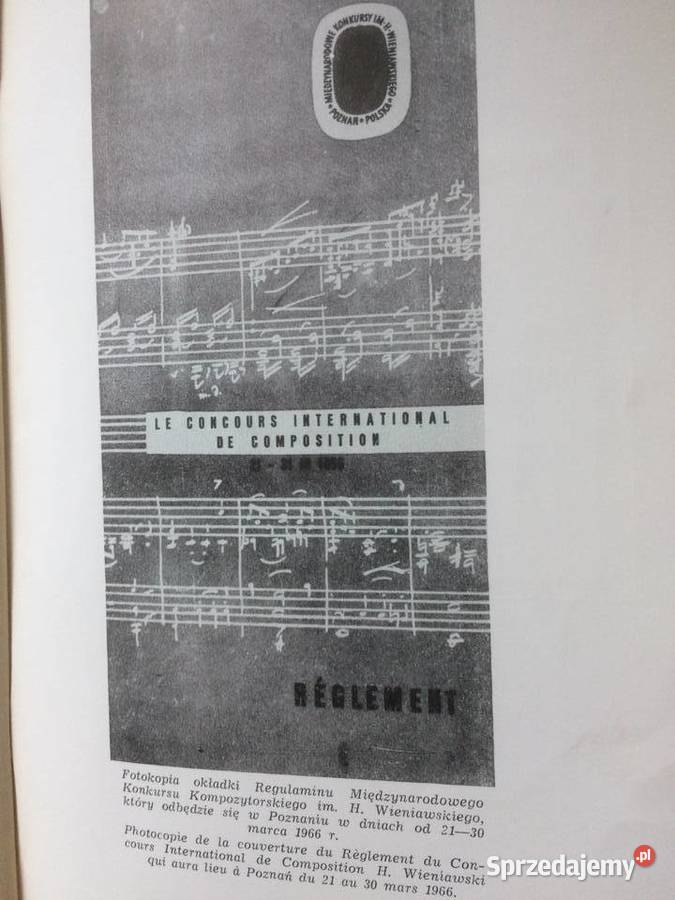 MIĘDZYNARODOWE KONKURSY IM. H. WIENIAWSKIEGO
POZNAŃ • POLSKA
LE CONCOURS INTERNATIONAL
DE COMPOSITION
RÉGLEMENT
Fotokopia okładki Regulaminu Międzynarodowego
Konkursu Kompozytorskiego im. H. Wieniawskiego,
który odbędzie się w Poznaniu w dniach od 21—30
marca 1966 r.
Photocopie de la couverture du Règlement du Con-
cours International de Composition H. Wieniawski
qui aura lieu à Poznań du 21 au 30 mars 1966.
Sprzedajemy.pl